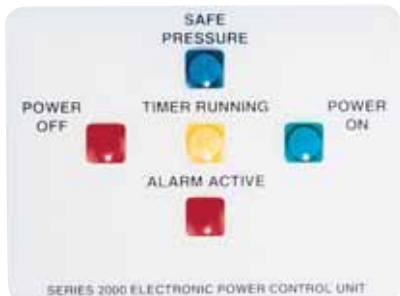 SAFE
PRESSURE
POWER
OFF
TIMER RUNNING
POWER
ON
ALARM ACTIVE
SERIES 2000 ELECTRONIC POWER CONTROL UNIT